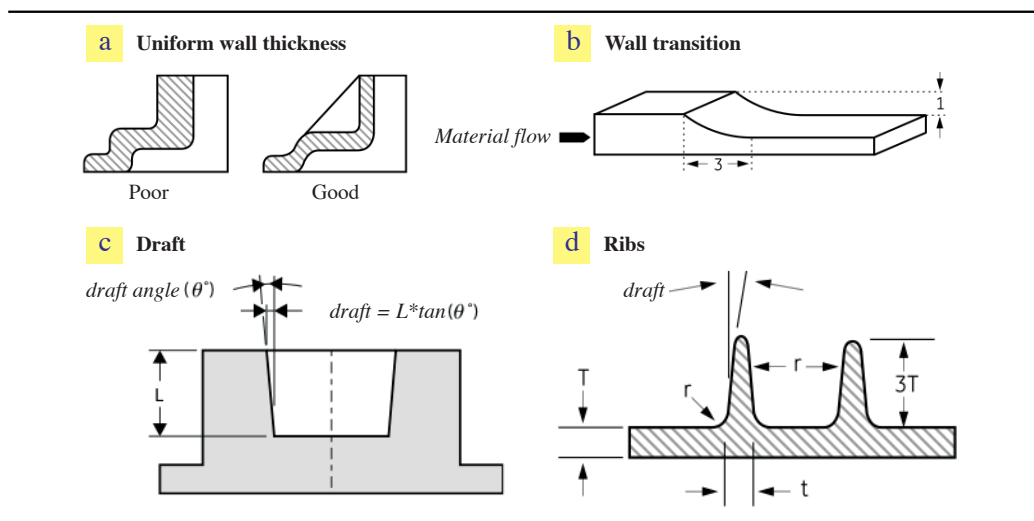 a Uniform wall thickness
b Wall transition
Poor
Good
Material flow
3
1
c Draft
d Ribs
draft angle (θ°)
draft = L*tan(θ°)
L
draft
T
r
r
3T
t